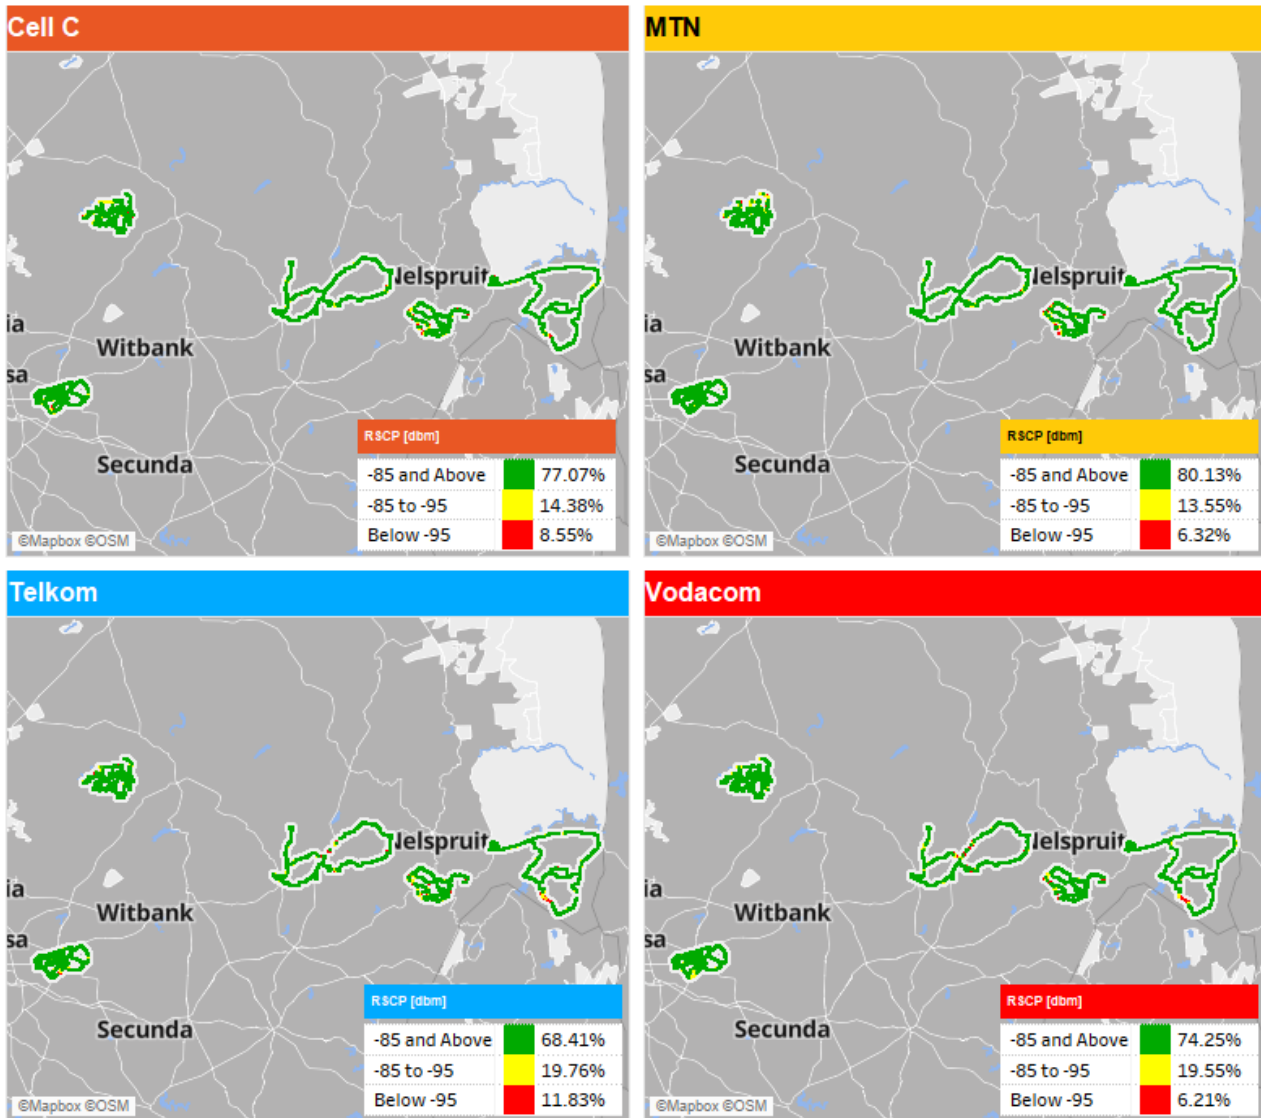 Cell C
Nelspruit
ia
Witbank
sa
Secunda
RSCP [dbm]
-85 and Above 77.07%
-85 to -95 14.38%
Below -95 8.55%
©Mapbox ©OSM
MTN
Nelspruit
ia
Witbank
sa
Secunda
RSCP [dbm]
-85 and Above 80.13%
-85 to -95 13.55%
Below -95 6.32%
©Mapbox ©OSM
Telkom
Nelspruit
ia
Witbank
sa
Secunda
RSCP [dbm]
-85 and Above 68.41%
-85 to -95 19.76%
Below -95 11.83%
©Mapbox ©OSM
Vodacom
Nelspruit
ia
Witbank
sa
Secunda
RSCP [dbm]
-85 and Above 74.25%
-85 to -95 19.55%
Below -95 6.21%
©Mapbox ©OSM